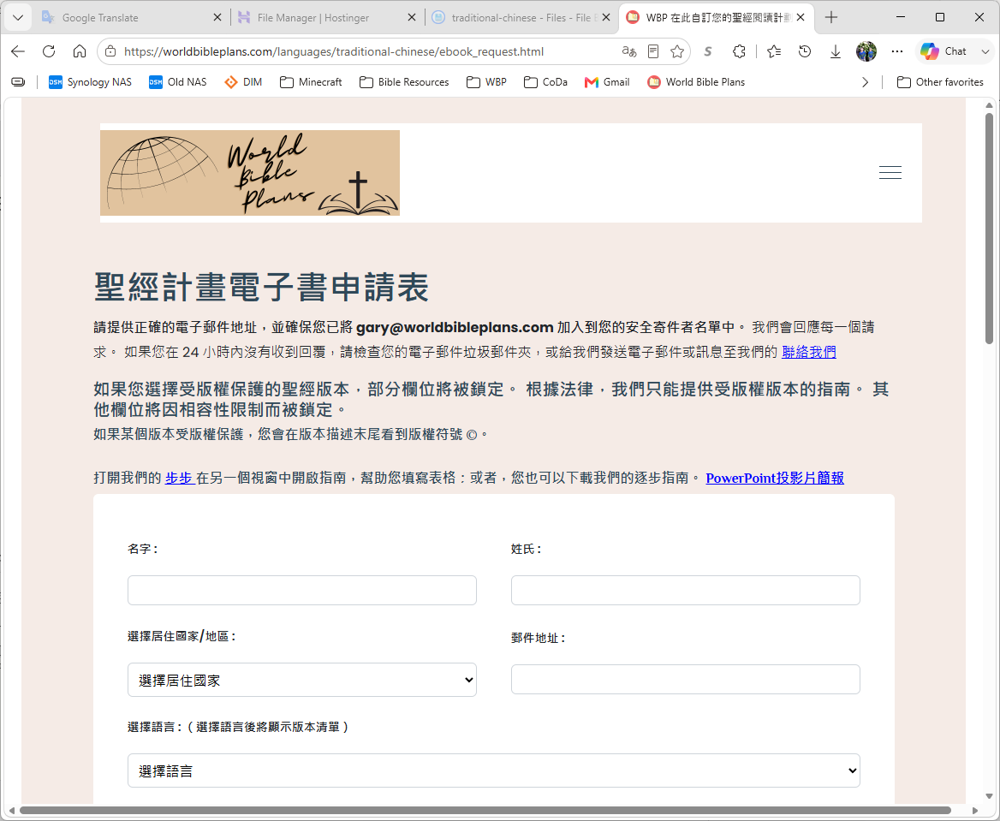 Google Translate
File Manager | Hostinger
traditional-chinese - Files - File
WBP 在此自訂您的聖經閱讀計劃
https://worldbibleplans.com/languages/traditional-chinese/ebook_request.html
Chat
Synology NAS
Old NAS
DIM
Minecraft
Bible Resources
WBP
CoDa
Gmail
World Bible Plans
Other favorites
World
Bible
Plans
聖經計畫電子書申請表
請提供正確的電子郵件地址，並確保您已將 gary@worldbibleplans.com 加入到您的安全寄件者名單中。 我們會回應每一個請
求。 如果您在 24 小時內沒有收到回覆，請檢查您的電子郵件垃圾郵件夾，或給我們發送電子郵件或訊息至我們的 聯絡我們
如果您選擇受版權保護的聖經版本，部分欄位將被鎖定。 根據法律，我們只能提供受版權版本的指南。 其
他欄位將因相容性限制而被鎖定。
如果某個版本受版權保護，您會在版本描述末尾看到版權符號 ©。
打開我們的 步步 在另一個視窗中開啟指南，幫助您填寫表格；或者，您也可以下載我們的逐步指南。 PowerPoint投影片簡報
名字：
姓氏：
選擇居住國家/地區：
郵件地址：
選擇居住國家
選擇語言：（選擇語言後將顯示版本清單）
選擇語言